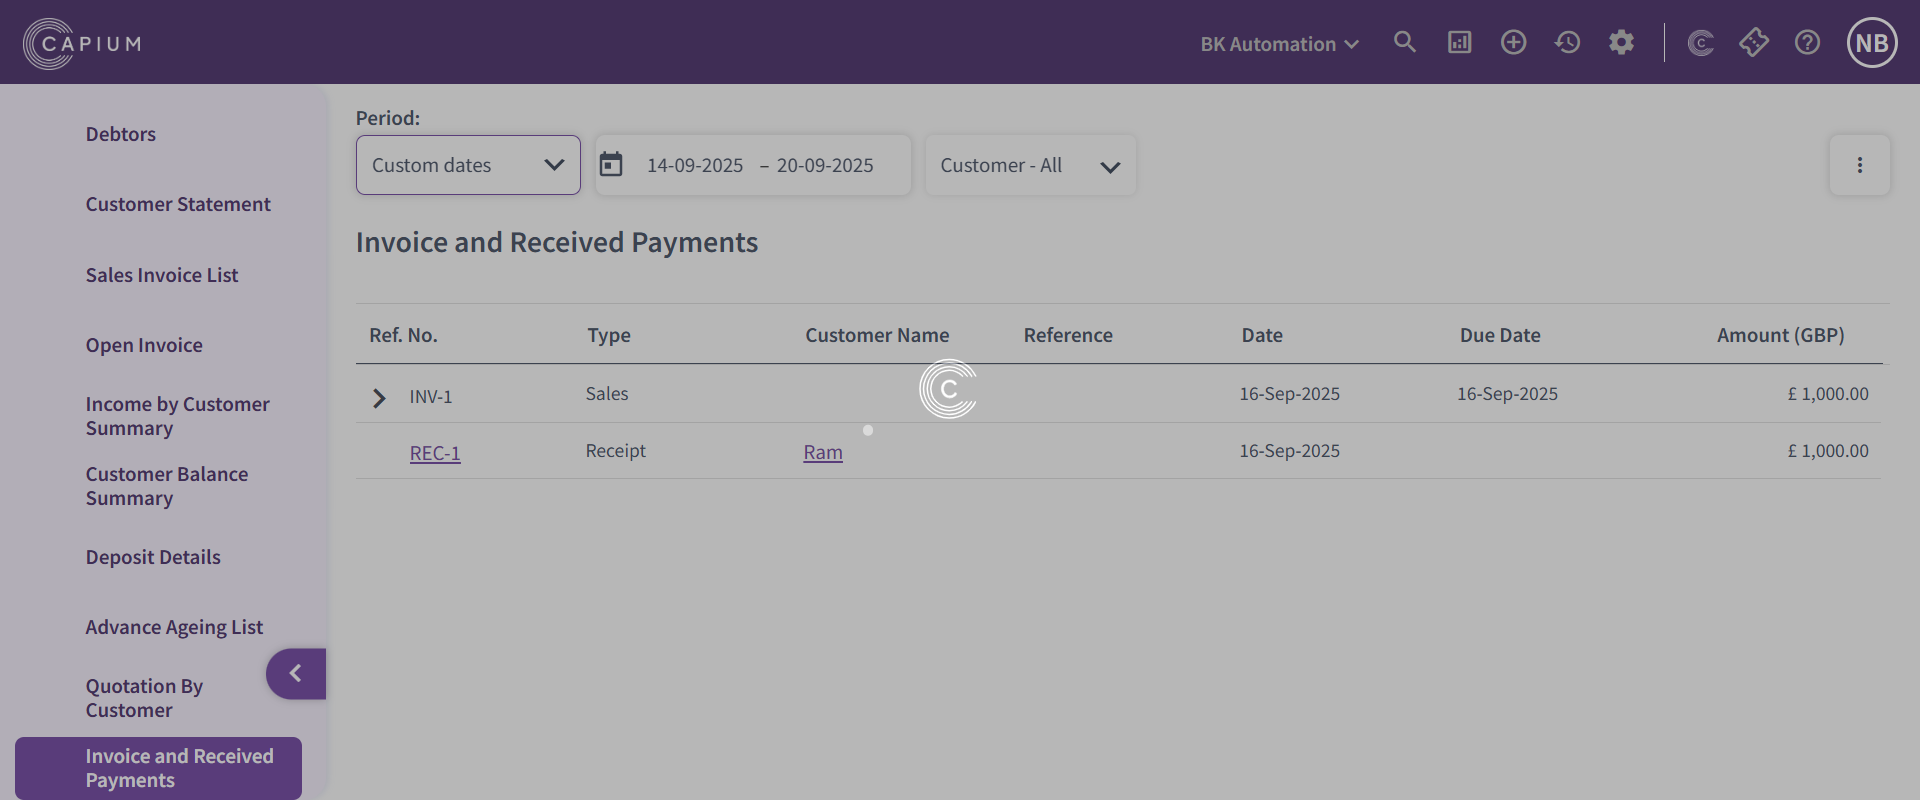 CAPIUM
BK Automation
NB
Debtors
Customer Statement
Sales Invoice List
Open Invoice
Income by Customer
Summary
Customer Balance
Summary
Deposit Details
Advance Ageing List
Quotation By
Customer
Invoice and Received
Payments
Period:
Custom dates
14-09-2025 – 20-09-2025
Customer - All
Invoice and Received Payments
Ref. No. Type Customer Name Reference Date Due Date Amount (GBP)
INV-1 Sales 16-Sep-2025 16-Sep-2025 £ 1,000.00
C
REC-1 Receipt Ram 16-Sep-2025 £ 1,000.00